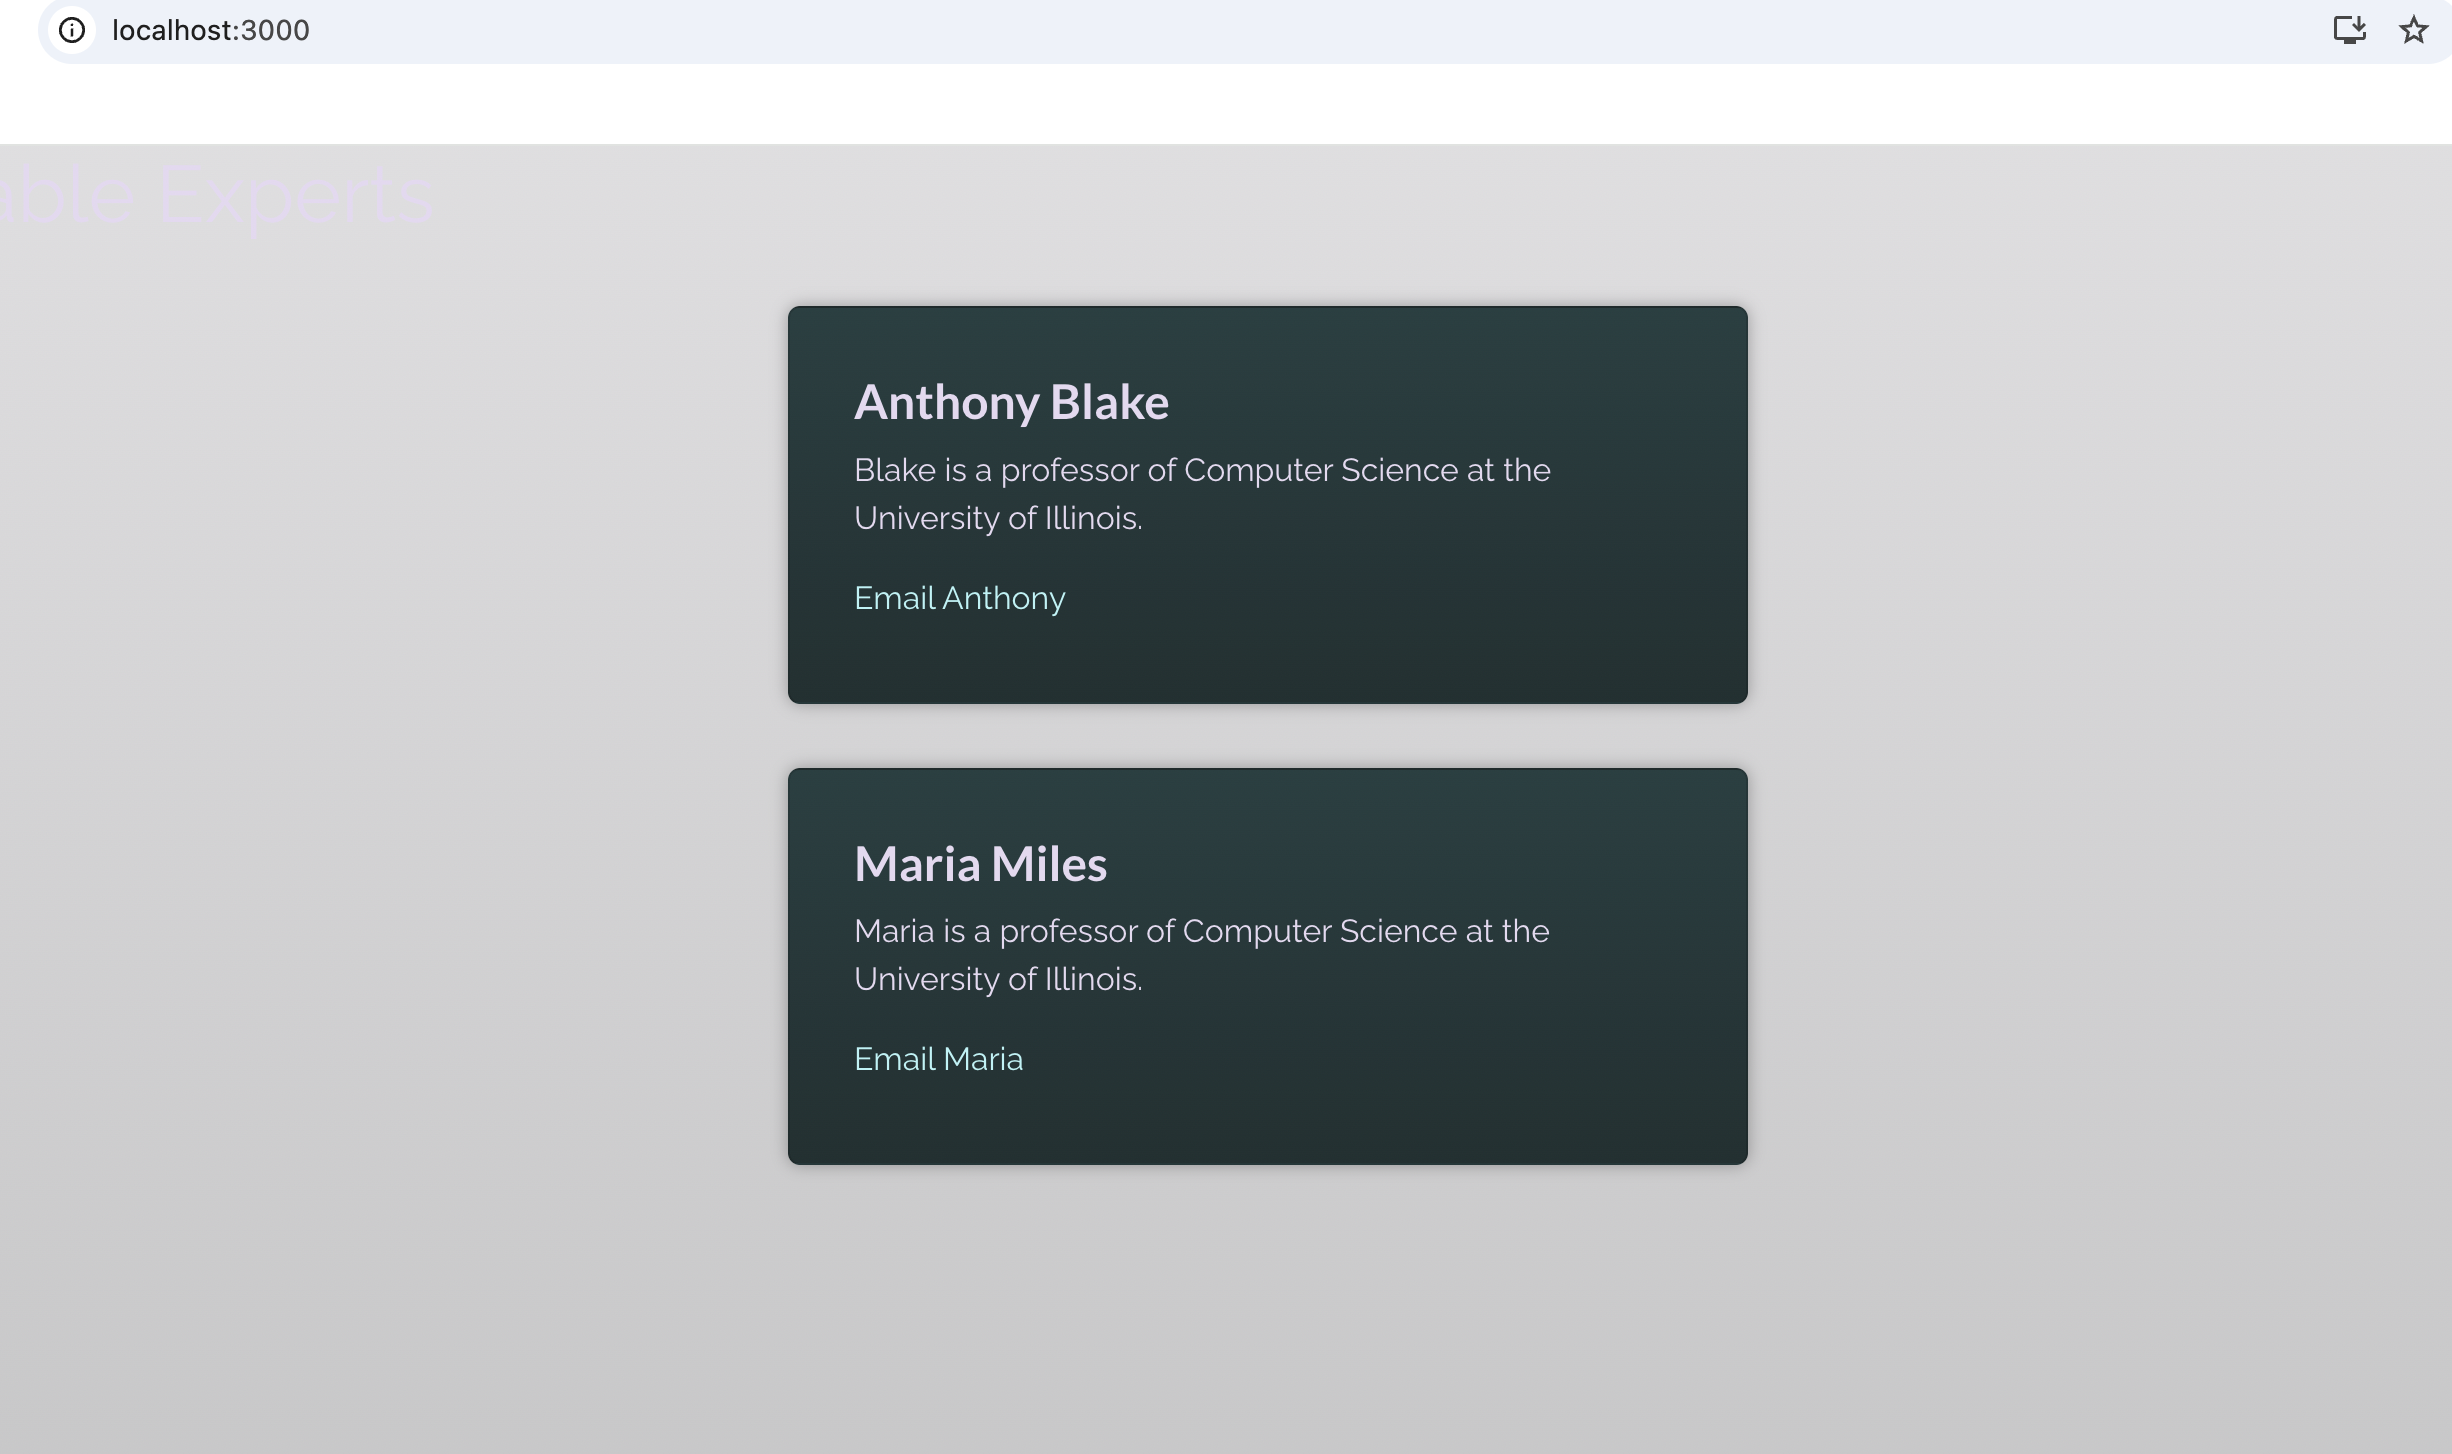 localhost:3000
able Experts
Anthony Blake
Blake is a professor of Computer Science at the
University of Illinois.
Email Anthony
Maria Miles
Maria is a professor of Computer Science at the
University of Illinois.
Email Maria